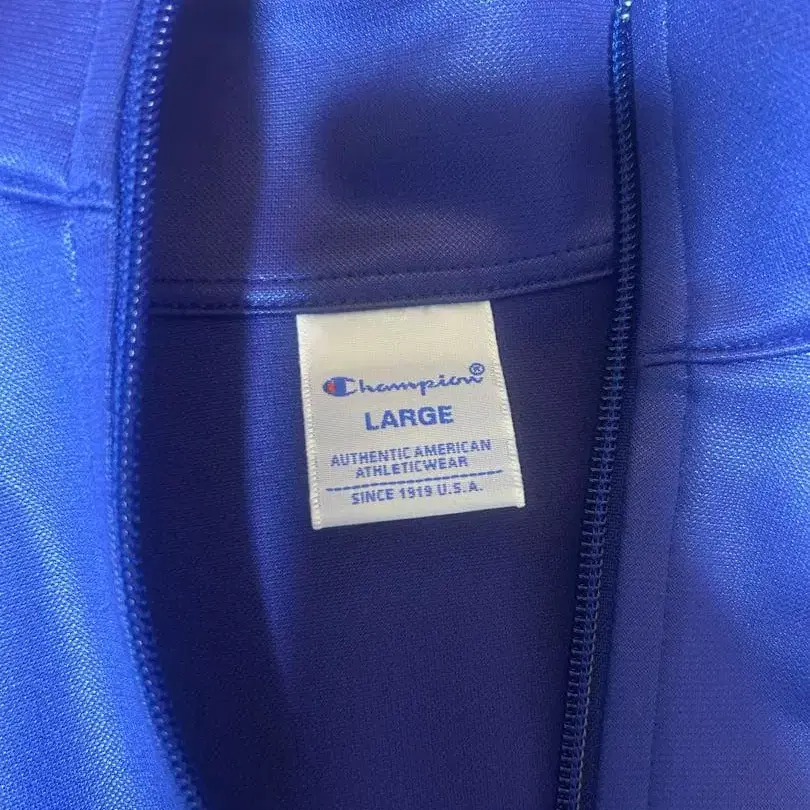 Champion®
LARGE
AUTHENTIC AMERICAN
ATHLETICWEAR
SINCE 1919 U.S.A.